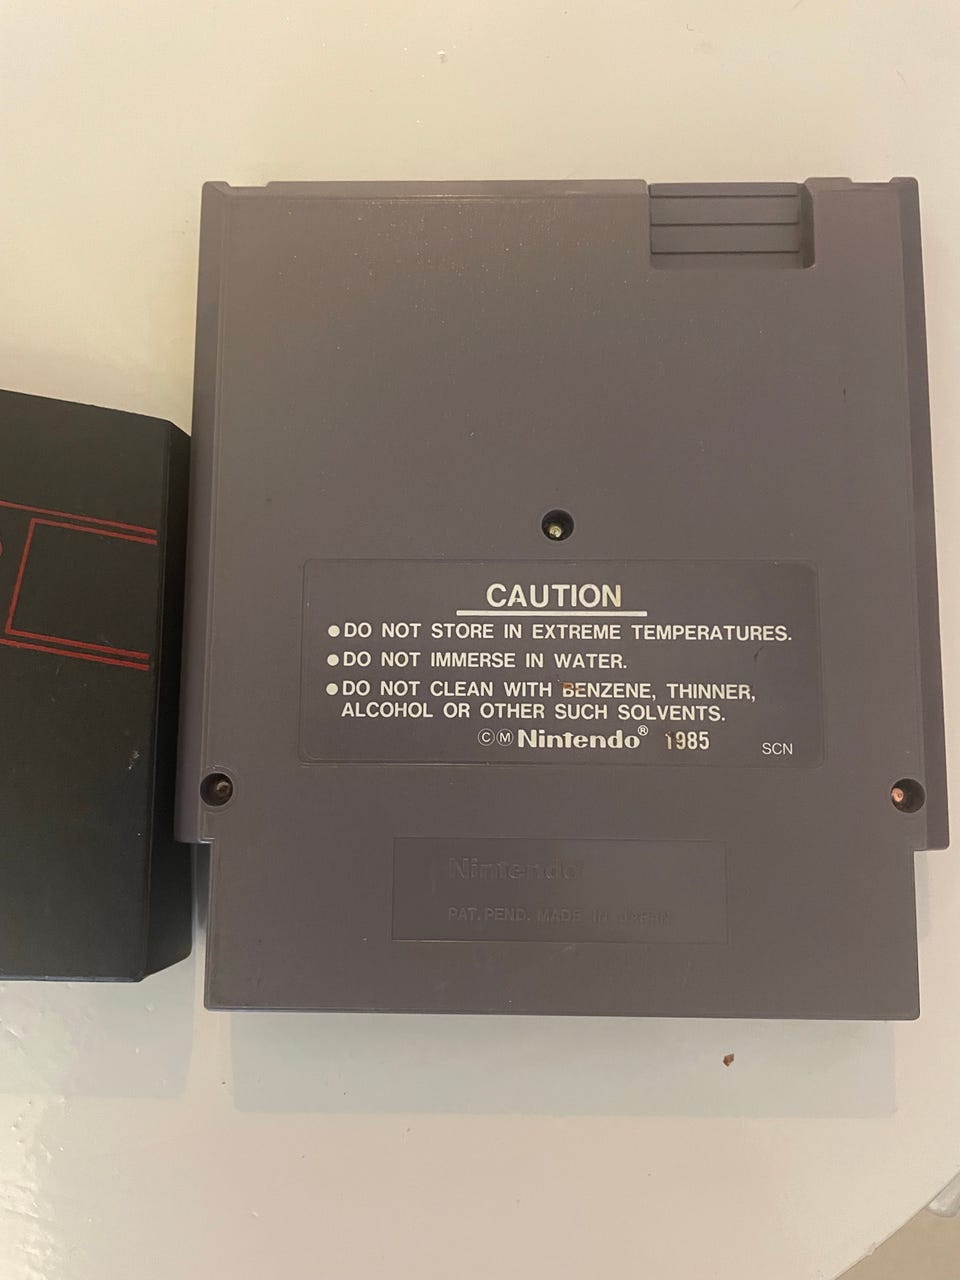 CAUTION
●DO NOT STORE IN EXTREME TEMPERATURES.
●DO NOT IMMERSE IN WATER.
●DO NOT CLEAN WITH BENZENE, THINNER,
ALCOHOL OR OTHER SUCH SOLVENTS.
©Ⓜ Nintendo® 1985
SCN
Nintendo
PAT. PEND. MADE IN JAPAN